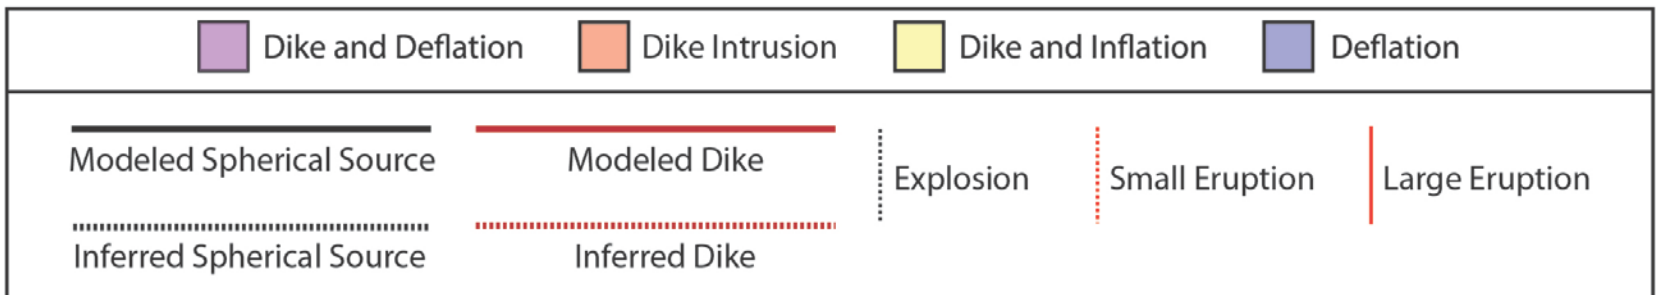 Dike and Deflation
Dike Intrusion
Dike and Inflation
Deflation
Modeled Spherical Source
Modeled Dike
Explosion
Small Eruption
Large Eruption
Inferred Spherical Source
Inferred Dike